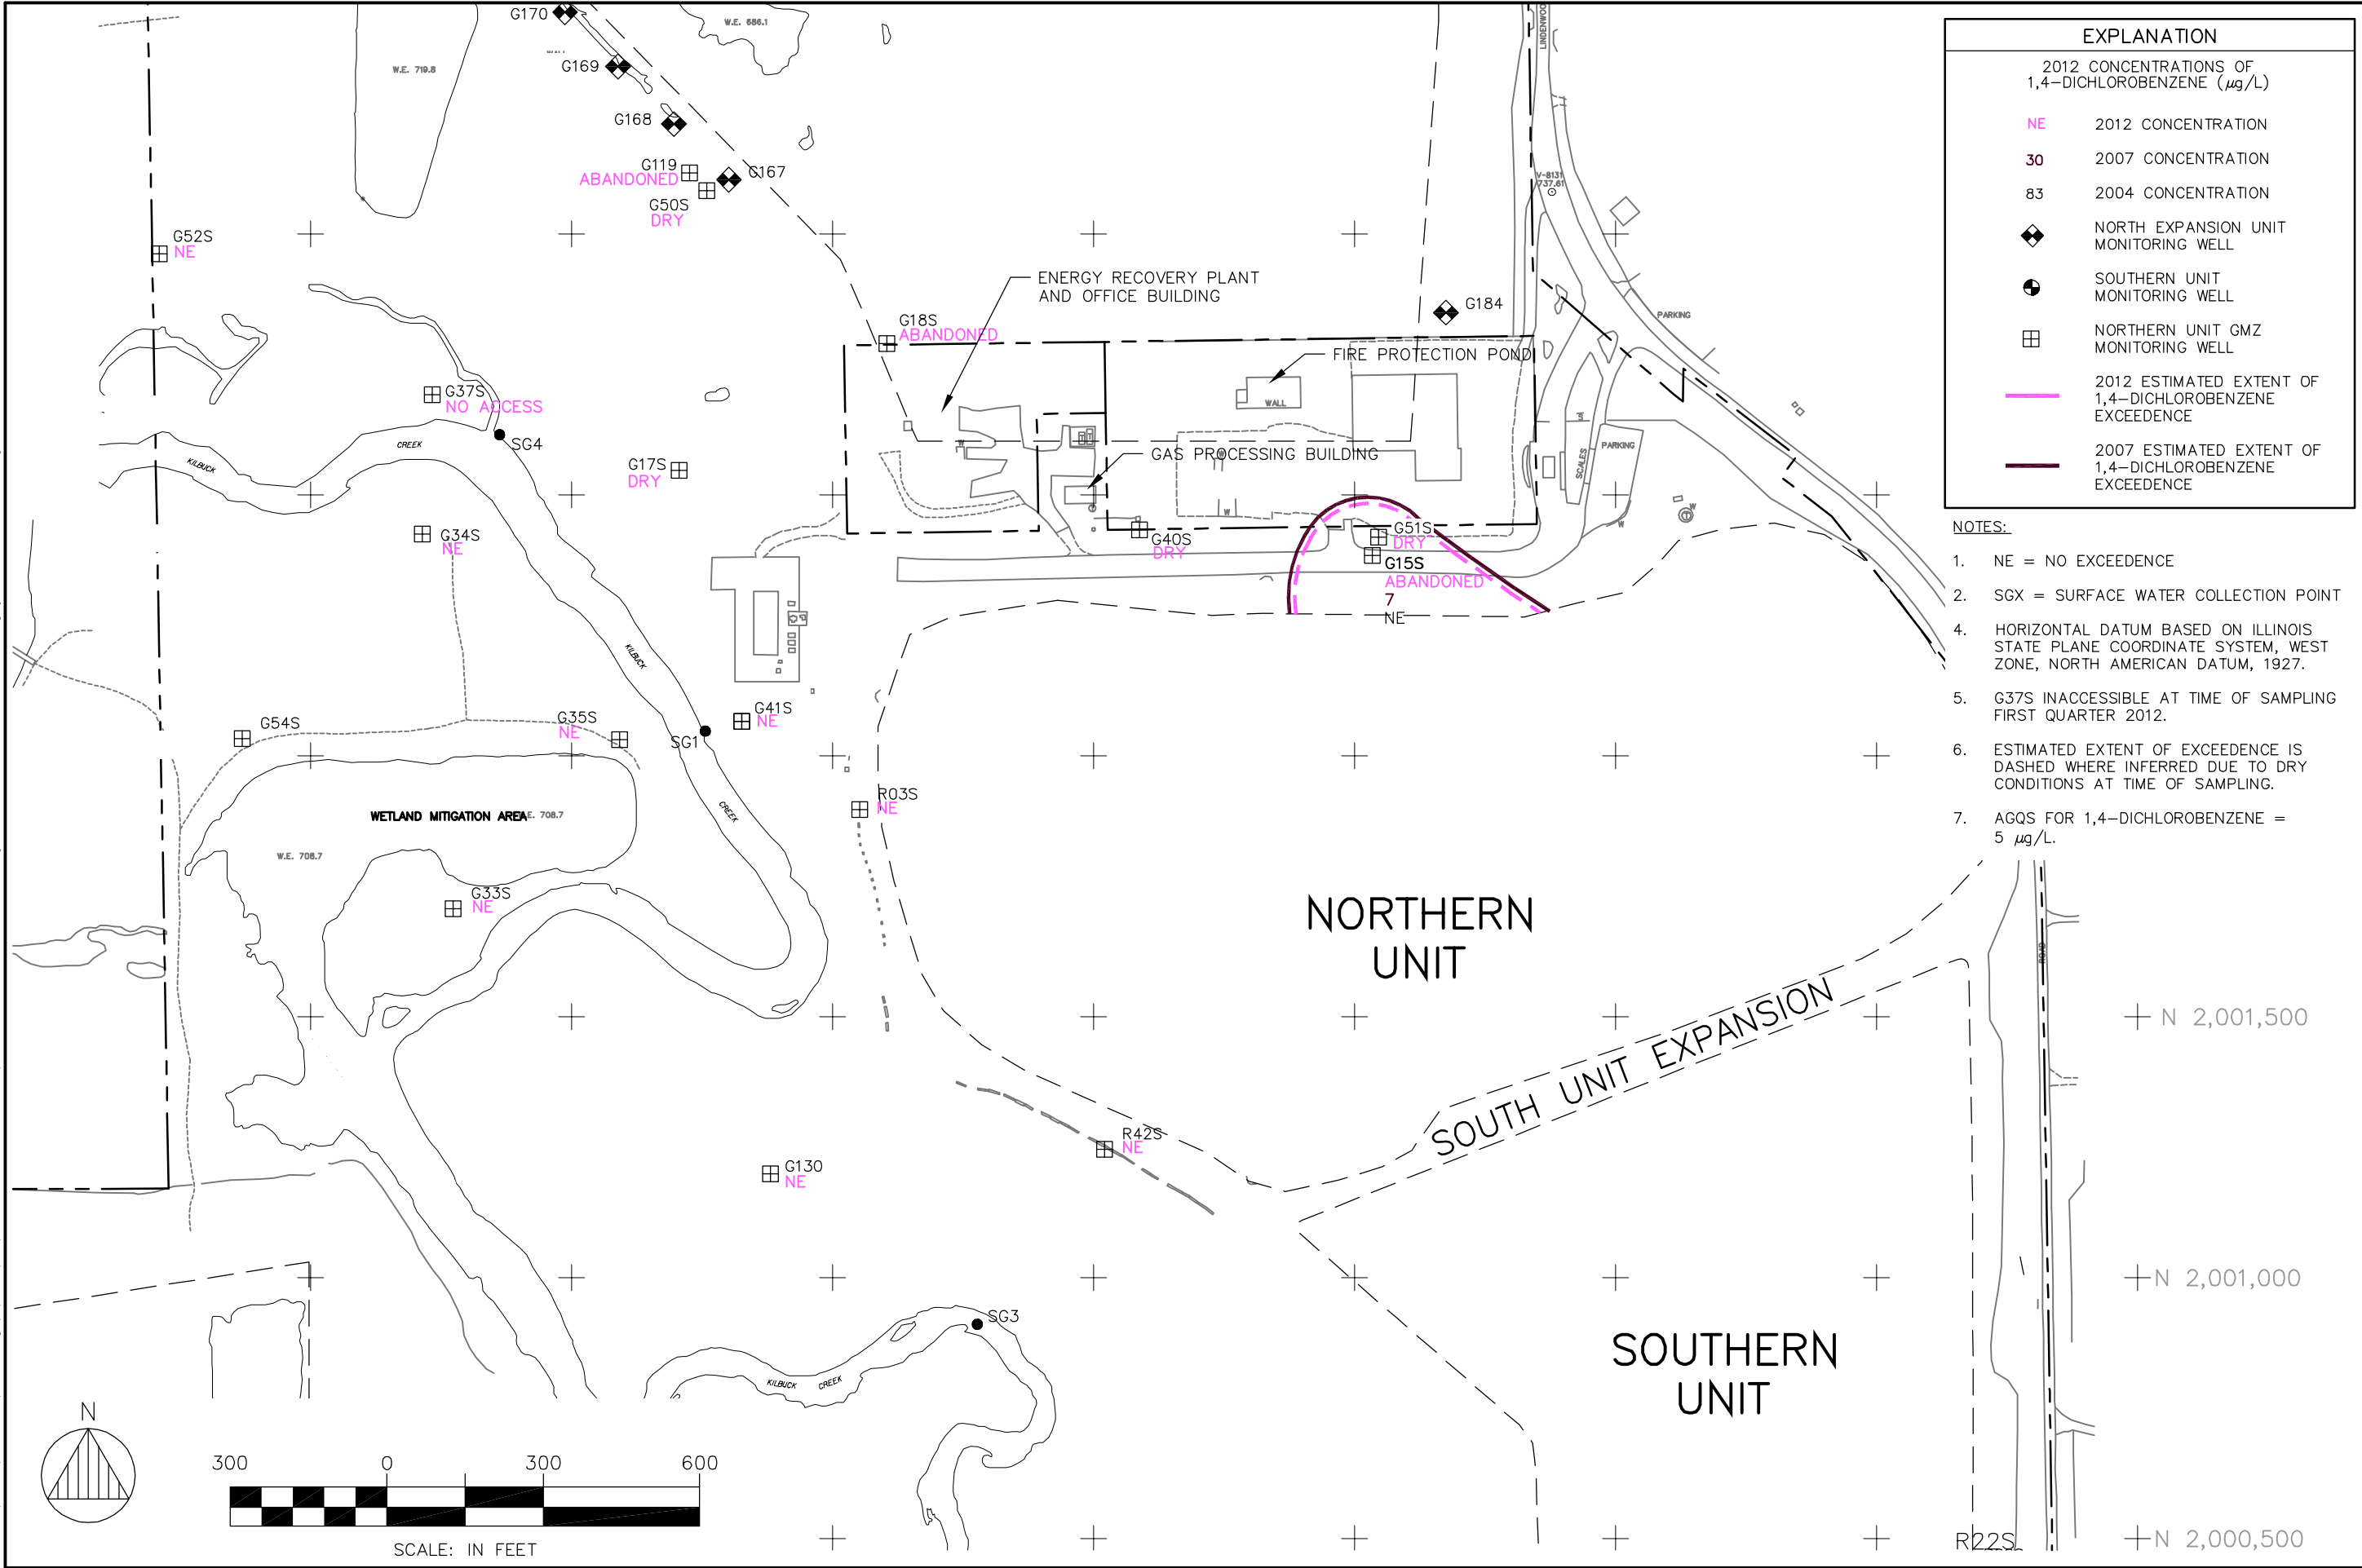 G170
W.E. 686.1
LINDENWOO
W.E. 719.8
G169
G168
G119
ABANDONED
G167
G50S
DRY
V-8131
737.61
G52S
NE
ENERGY RECOVERY PLANT
AND OFFICE BUILDING
G184
PARKING
G18S
ABANDONED
FIRE PROTECTION POND
WALL
G37S
NO ACCESS
KILBUCK
CREEK
SG4
G17S
DRY
GAS PROCESSING BUILDING
W
W
W
SCALES
PARKING
W
W
G34S
NE
G40S
DRY
G51S
DRY
G15S
ABANDONED
7
NE
KILBUCK
CREEK
G54S
G35S
NE
SG1
G41S
NE
R03S
NE
WETLAND MITIGATION AREA
E. 708.7
W.E. 708.7
G33S
NE
NORTHERN
UNIT
SOUTH UNIT EXPANSION
ROAD
N 2,001,500
R42S
NE
G130
NE
N 2,001,000
SG3
KILBUCK
CREEK
SOUTHERN
UNIT
R22S
N 2,000,500
N
300 0 300 600
SCALE: IN FEET
EXPLANATION
2012 CONCENTRATIONS OF
1,4-DICHLOROBENZENE (µg/L)
NE 2012 CONCENTRATION
30 2007 CONCENTRATION
83 2004 CONCENTRATION
NORTH EXPANSION UNIT
MONITORING WELL
SOUTHERN UNIT
MONITORING WELL
NORTHERN UNIT GMZ
MONITORING WELL
2012 ESTIMATED EXTENT OF
1,4-DICHLOROBENZENE
EXCEEDENCE
2007 ESTIMATED EXTENT OF
1,4-DICHLOROBENZENE
EXCEEDENCE
NOTES:
1. NE = NO EXCEEDENCE
2. SGX = SURFACE WATER COLLECTION POINT
4. HORIZONTAL DATUM BASED ON ILLINOIS
STATE PLANE COORDINATE SYSTEM, WEST
ZONE, NORTH AMERICAN DATUM, 1927.
5. G37S INACCESSIBLE AT TIME OF SAMPLING
FIRST QUARTER 2012.
6. ESTIMATED EXTENT OF EXCEEDENCE IS
DASHED WHERE INFERRED DUE TO DRY
CONDITIONS AT TIME OF SAMPLING.
7. AGQS FOR 1,4-DICHLOROBENZENE =
5 µg/L.